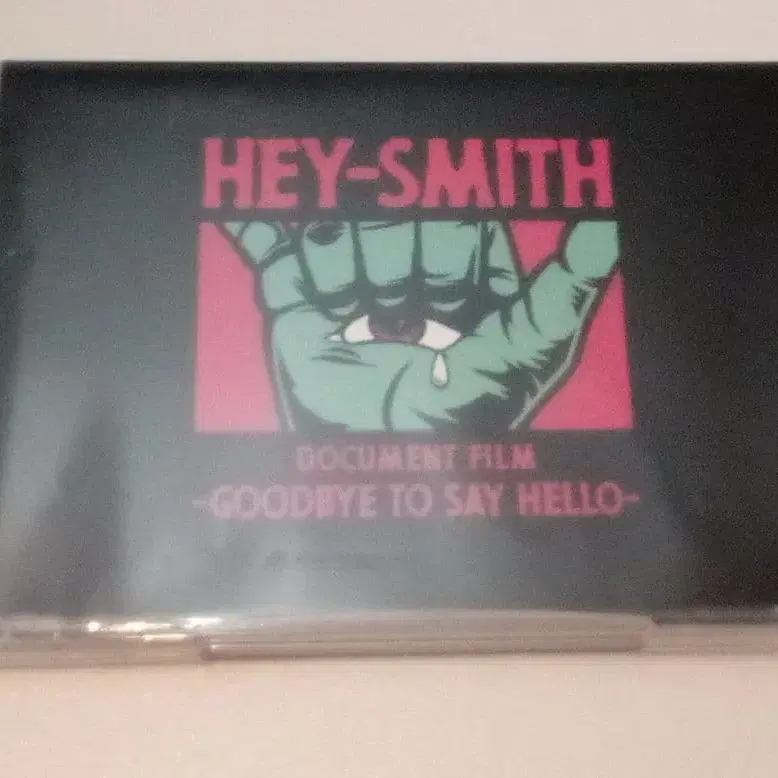 HEY-SMITH
DOCUMENT FILM
-GOODBYE TO SAY HELLO-